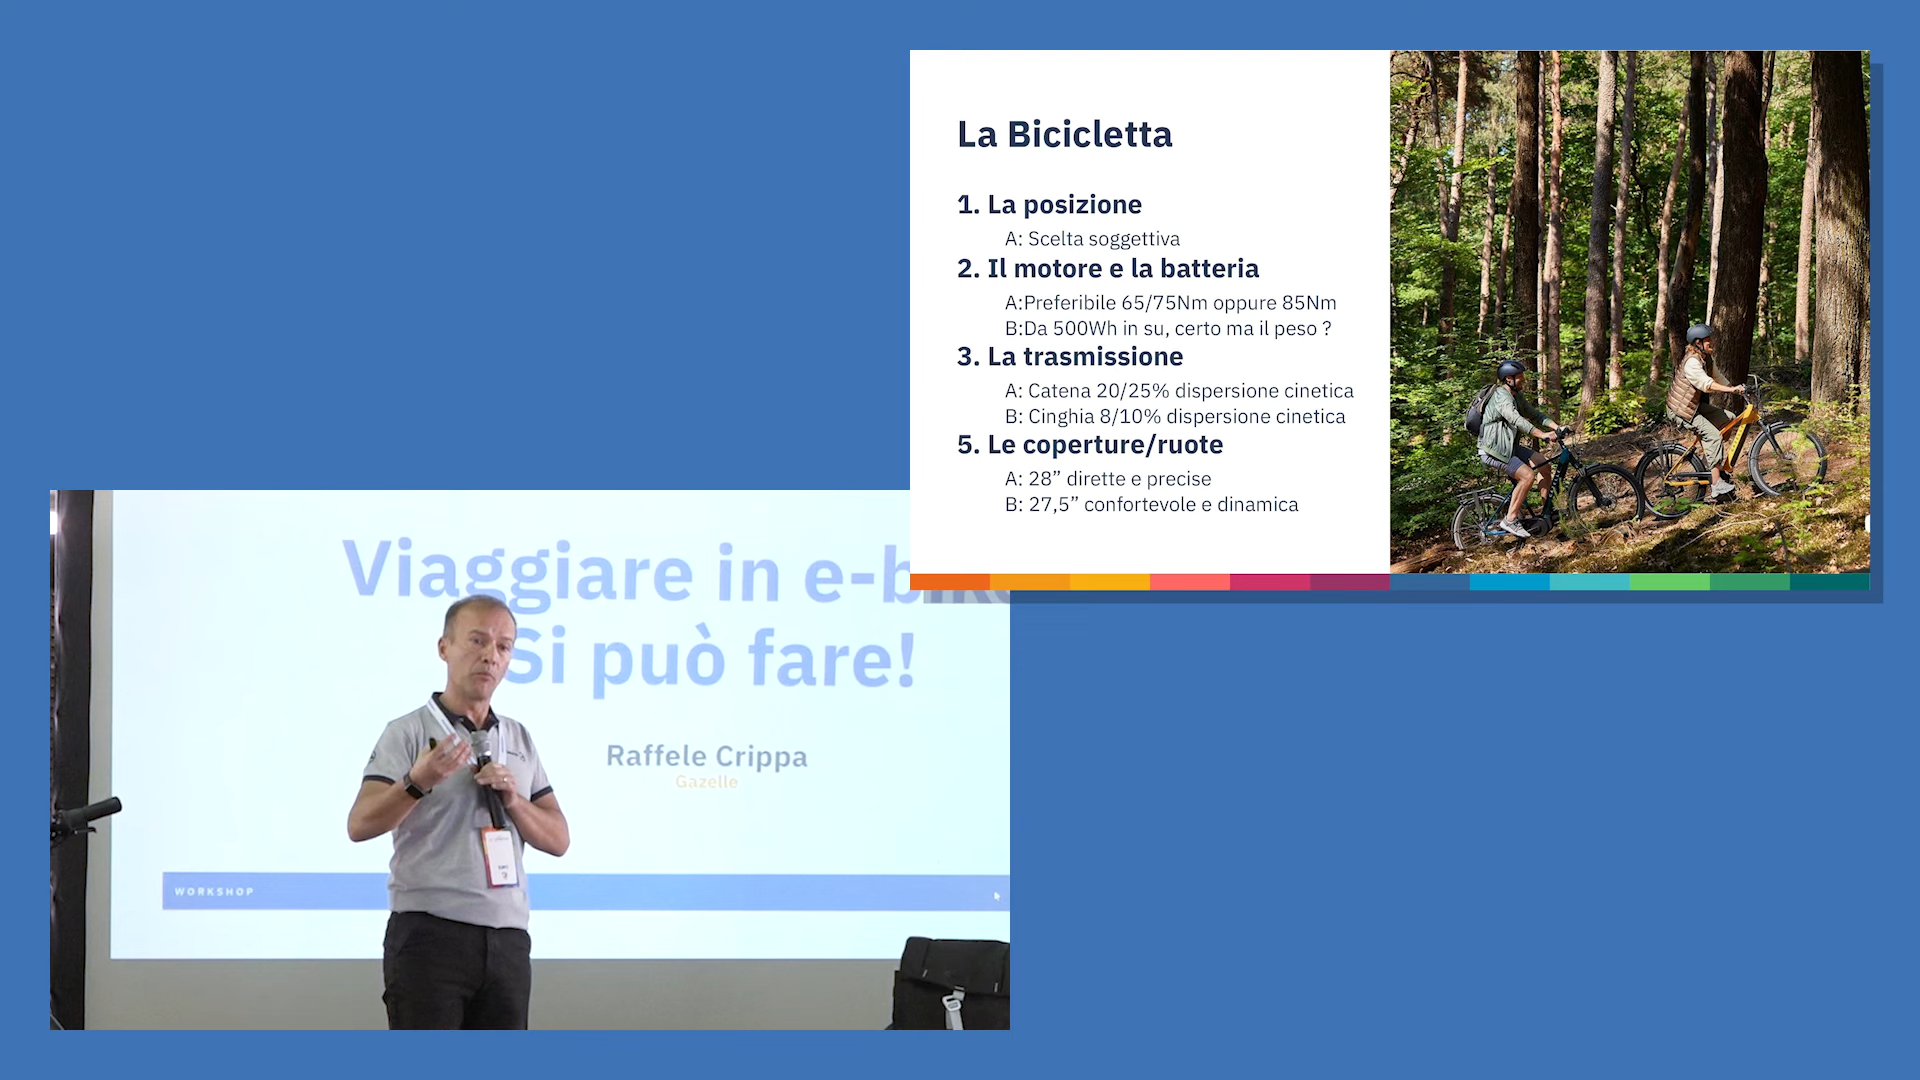 La Bicicletta
1. La posizione
A: Scelta soggettiva
2. Il motore e la batteria
A:Preferibile 65/75Nm oppure 85Nm
B:Da 500Wh in su, certo ma il peso ?
3. La trasmissione
A: Catena 20/25% dispersione cinetica
B: Cinghia 8/10% dispersione cinetica
5. Le coperture/ruote
A: 28” dirette e precise
B: 27,5” confortevole e dinamica
Viaggiare in e-bike
Si può fare!
Raffele Crippa
Gazelle
WORKSHOP